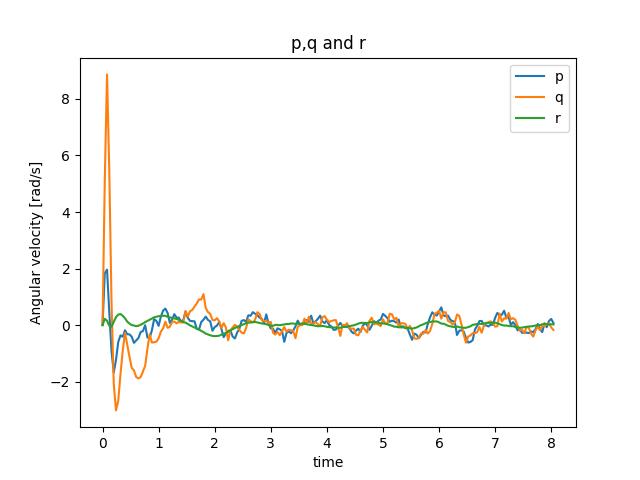 p,q and r
p
q
r
Angular velocity [rad/s]
8
6
4
2
0
−2
0 1 2 3 4 5 6 7 8
time